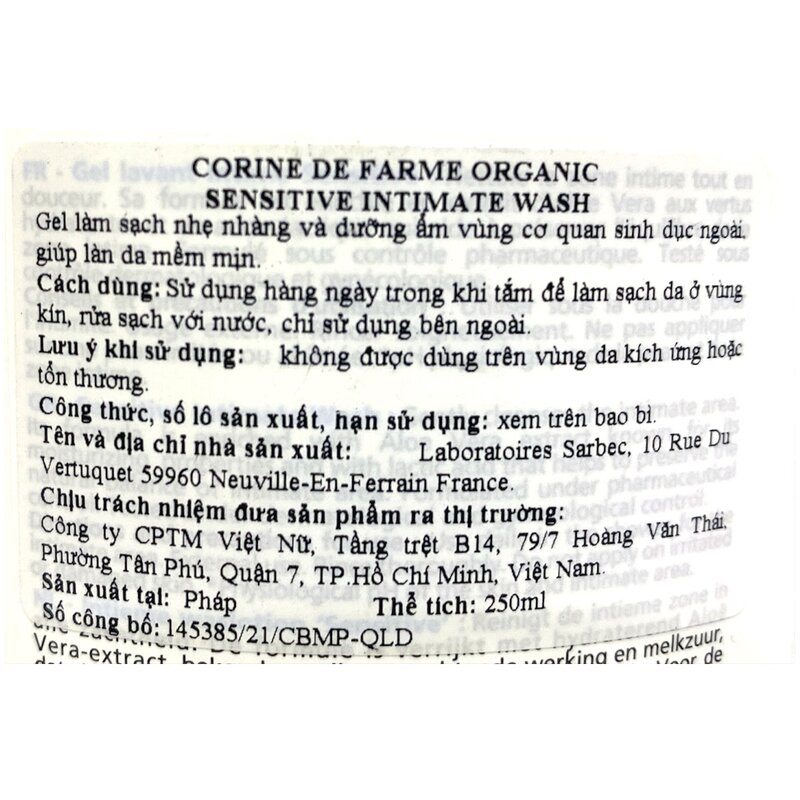 CORINE DE FARME ORGANIC
SENSITIVE INTIMATE WASH
Gel làm sạch nhẹ nhàng và dưỡng ẩm vùng cơ quan sinh dục ngoài,
giúp làn da mềm mịn.
Cách dùng: Sử dụng hàng ngày trong khi tắm để làm sạch da ở vùng
kín, rửa sạch với nước, chỉ sử dụng bên ngoài.
Lưu ý khi sử dụng: không được dùng trên vùng da kích ứng hoặc
tổn thương.
Công thức, số lô sản xuất, hạn sử dụng: xem trên bao bì.
Tên và địa chỉ nhà sản xuất: Laboratoires Sarbec, 10 Rue Du
Vertuquet 59960 Neuville-En-Ferrain France.
Chịu trách nhiệm đưa sản phẩm ra thị trường:
Công ty CPTM Việt Nữ, Tầng trệt B14, 79/7 Hoàng Văn Thái,
Phường Tân Phú, Quận 7, TP.Hồ Chí Minh, Việt Nam.
Sản xuất tại: Pháp Thể tích: 250ml
Số công bố: 145385/21/CBMP-QLD
Vera-extract working en melkzuur,